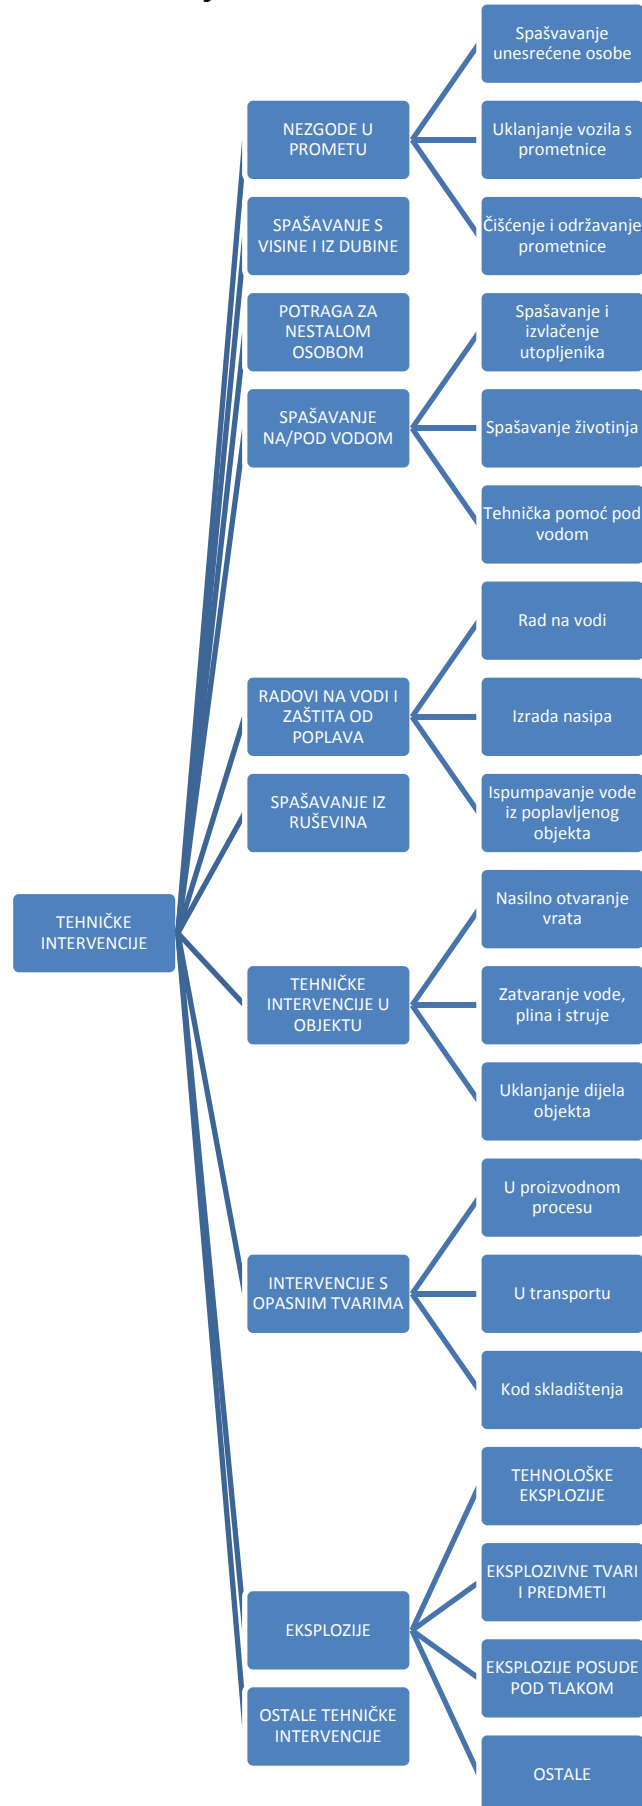 Spašvavanje
unesrećene osobe
NEZGODE U
PROMETU
Uklanjanje vozila s
prometnice
Čišćenje i održavanje
prometnice
SPAŠAVANJE S
VISINE I IZ DUBINE
POTRAGA ZA
NESTALOM
OSOBOM
Spašavanje i
izvlačenje
utopljenika
SPAŠAVANJE
NA/POD VODOM
Spašavanje životinja
Tehnička pomoć pod
vodom
Rad na vodi
RADOVI NA VODI I
ZAŠTITA OD
POPLAVA
Izrada nasipa
Ispumpavanje vode
iz poplavljenog
objekta
SPAŠAVANJE IZ
RUŠEVINA
TEHNIČKE
INTERVENCIJE
Nasilno otvaranje
vrata
TEHNIČKE
INTERVENCIJE U
OBJEKTU
Zatvaranje vode,
plina i struje
Uklanjanje dijela
objekta
U proizvodnom
procesu
INTERVENCIJE S
OPASNIM TVARIMA
U transportu
Kod skladištenja
TEHNOLOŠKE
EKSPLOZIJE
EKSPLOZIVNE TVARI
I PREDMETI
EKSPLOZIJE
EKSPLOZIJE POSUDE
POD TLAKOM
OSTALE TEHNIČKE
INTERVENCIJE
OSTALE